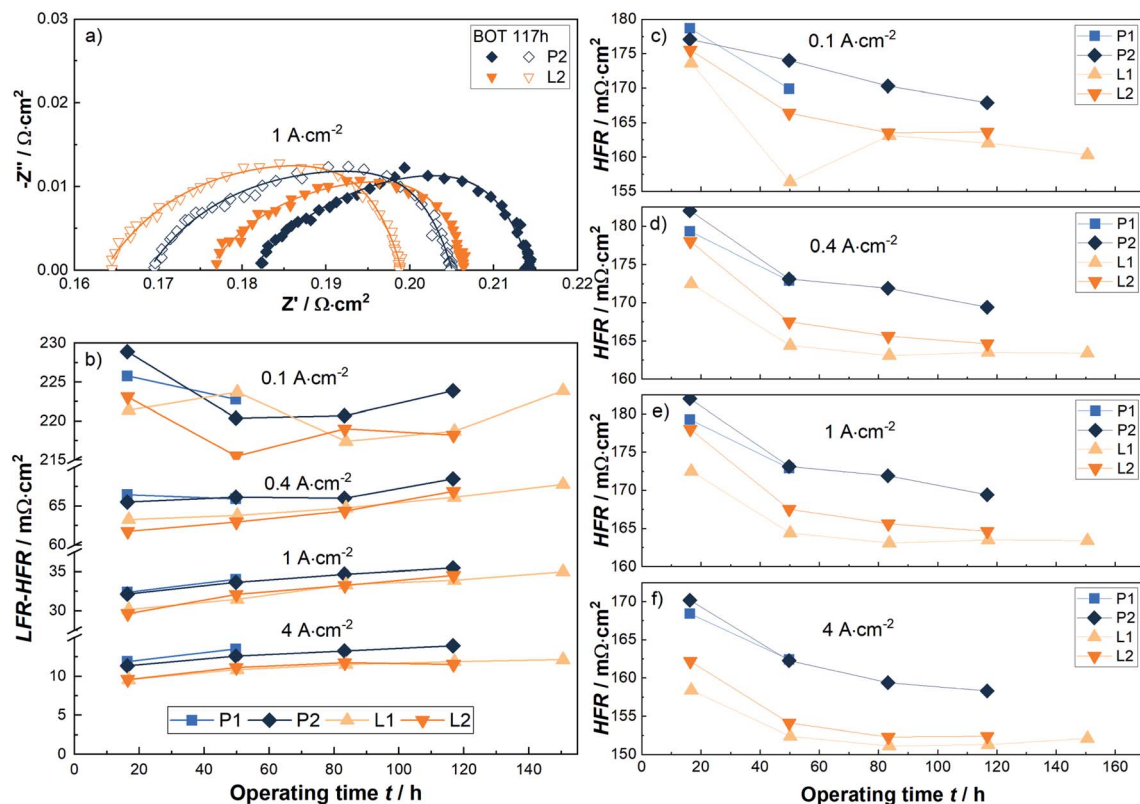 a)
BOT 117h
P2
L2
1 A·cm-2
-Z'' / Ω·cm2
0.03
0.02
0.01
0.00
0.16 0.17 0.18 0.19 0.20 0.21 0.22
Z' / Ω·cm2
b)
LFR-HFR / mΩ·cm2
230
225
220
215
65
60
35
30
10
5
0
0.1 A·cm-2
0.4 A·cm-2
1 A·cm-2
4 A·cm-2
P1 P2 L1 L2
0 20 40 60 80 100 120 140 160
Operating time t / h
c)
0.1 A·cm-2
HFR / mΩ·cm2
180
175
170
165
160
155
P1
P2
L1
L2
d)
0.4 A·cm-2
HFR / mΩ·cm2
180
175
170
165
160
P1
P2
L1
L2
e)
1 A·cm-2
HFR / mΩ·cm2
180
175
170
165
160
P1
P2
L1
L2
f)
4 A·cm-2
HFR / mΩ·cm2
170
165
160
155
150
P1
P2
L1
L2
0 20 40 60 80 100 120 140 160
Operating time t / h